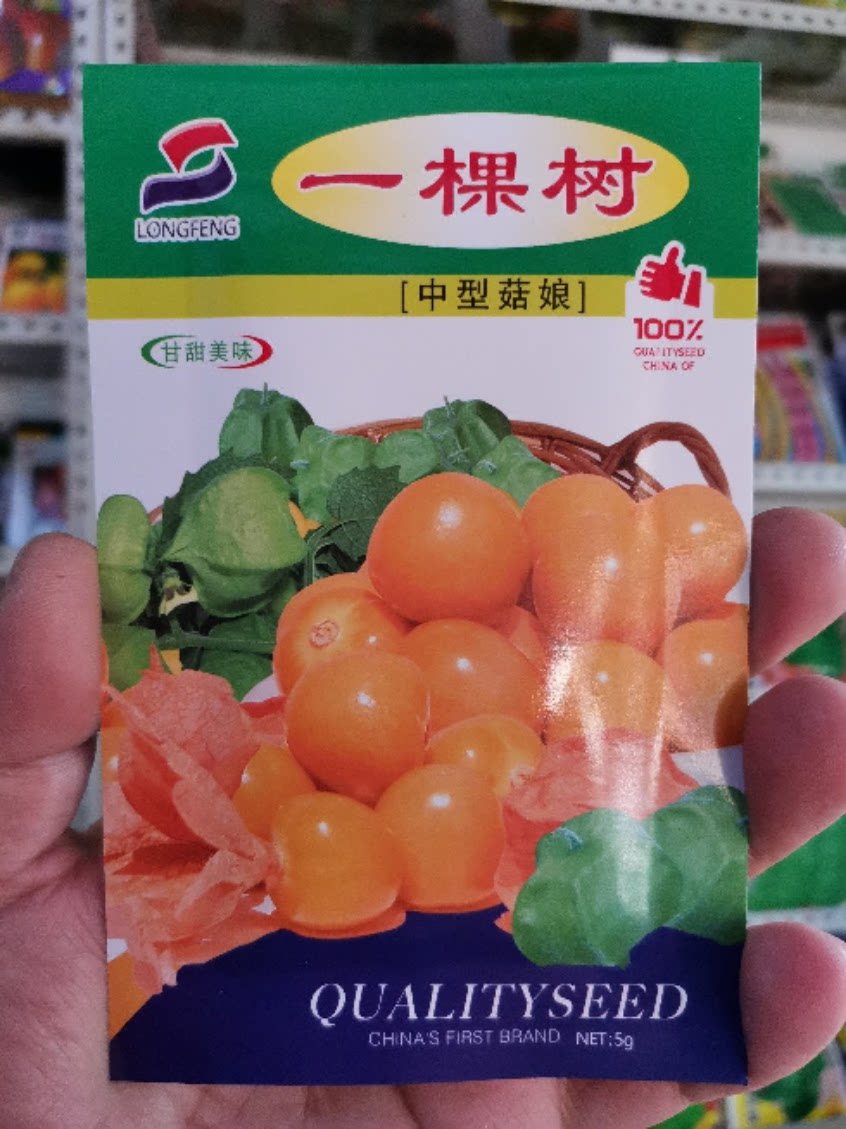 LONGFENG
一棵树
[中型菇娘]
100%
QUALITYSEED
CHINA OF
甘甜美味
QUALITYSEED
CHINA'S FIRST BRAND NET:5g